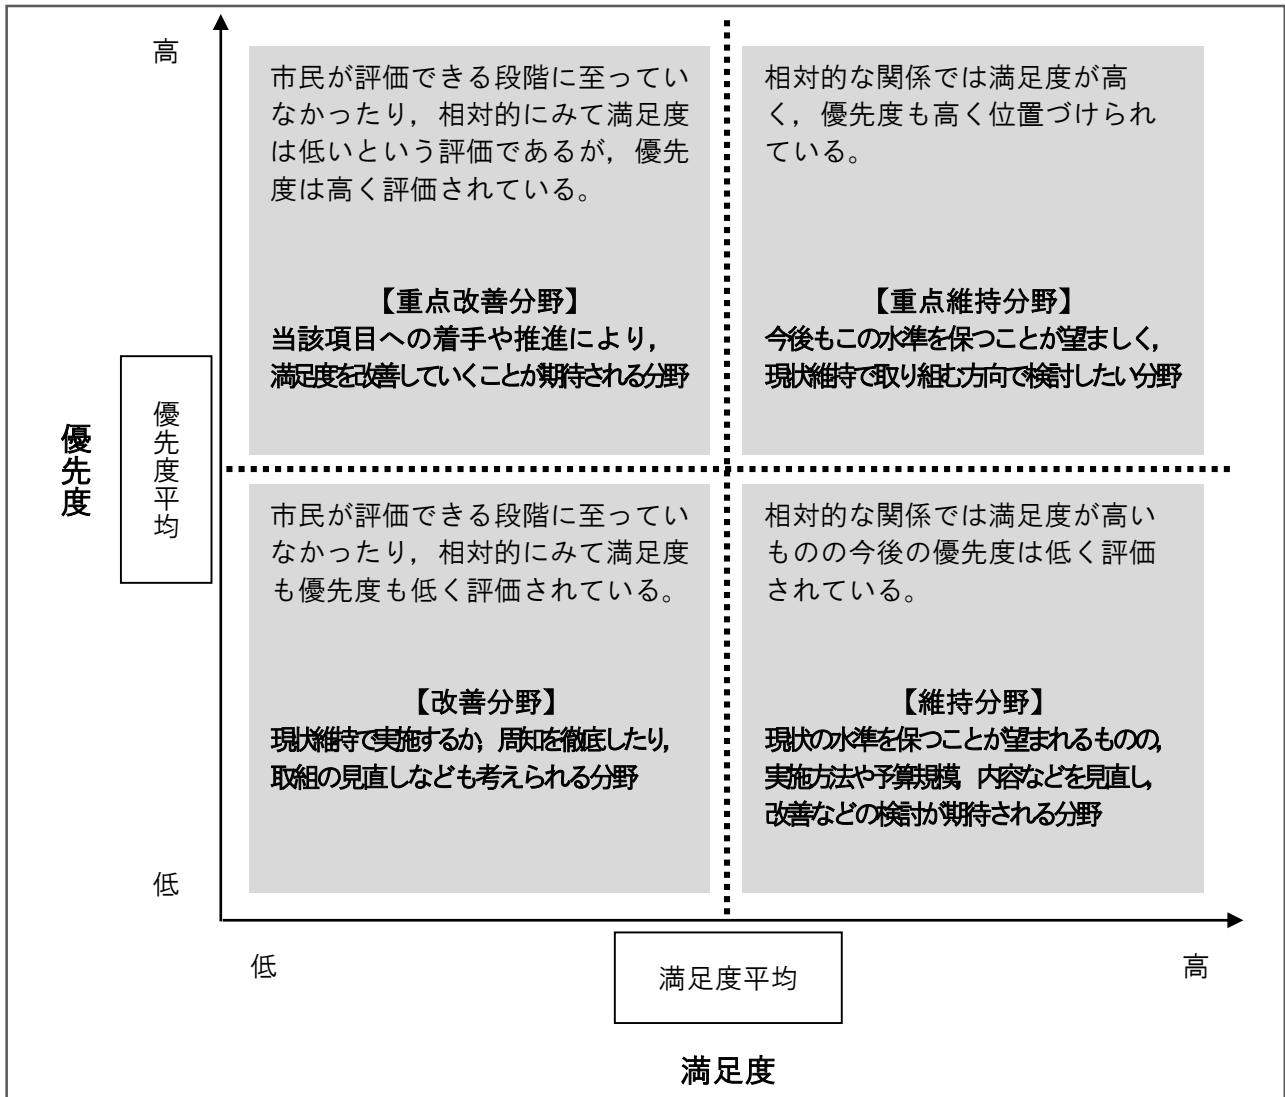 高
市民が評価できる段階に至ってい
なかったり，相対的にみて満足度
は低いという評価であるが，優先
度は高く評価されている。
【重点改善分野】
当該項目への着手や推進により，
満足度を改善していくことが期待される分野
相対的な関係では満足度が高
く，優先度も高く位置づけられ
ている。
【重点維持分野】
今後もこの水準を保つことが望ましく，
現状維持で取り組む方向で検討したい分野
優先度
優先度平均
市民が評価できる段階に至ってい
なかったり，相対的にみて満足度
も優先度も低く評価されている。
【改善分野】
現状維持で実施するか，周知を徹底したり，
取組の見直しなども考えられる分野
相対的な関係では満足度が高い
ものの今後の優先度は低く評価
されている。
【維持分野】
現状の水準を保つことが望まれるものの，
実施方法や予算規模，内容などを見直し，
改善などの検討が期待される分野
低
低
満足度平均
高
満足度